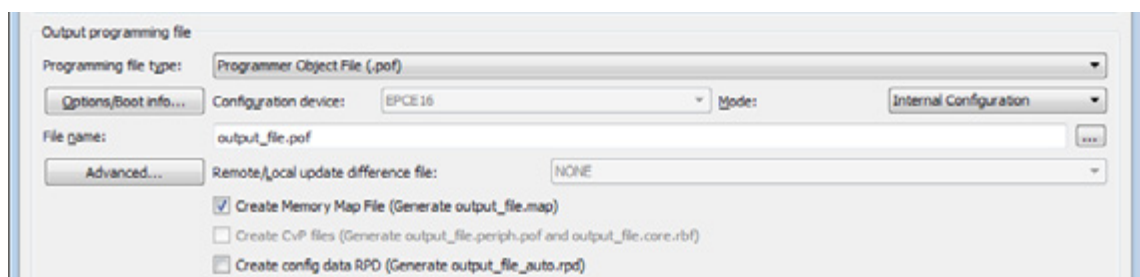 Output programming file
Programming file type: Programmer Object File (.pof)
Options/Boot info... Configuration device: EPCE16 Mode: Internal Configuration
File name: output_file.pof ...
Advanced... Remote/Local update difference file: NONE
Create Memory Map File (Generate output_file.map)
Create CvP files (Generate output_file.periph.pof and output_file.core.rbf)
Create config data RPD (Generate output_file_auto.rpd)